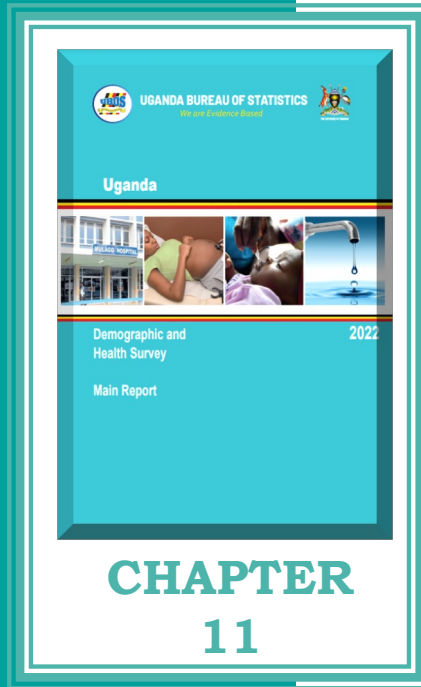 UBOS
UGANDA BUREAU OF STATISTICS
We are Evidence Based
Uganda
MULAGO HOSPITAL
Demographic and 2022
Health Survey
Main Report
CHAPTER
11